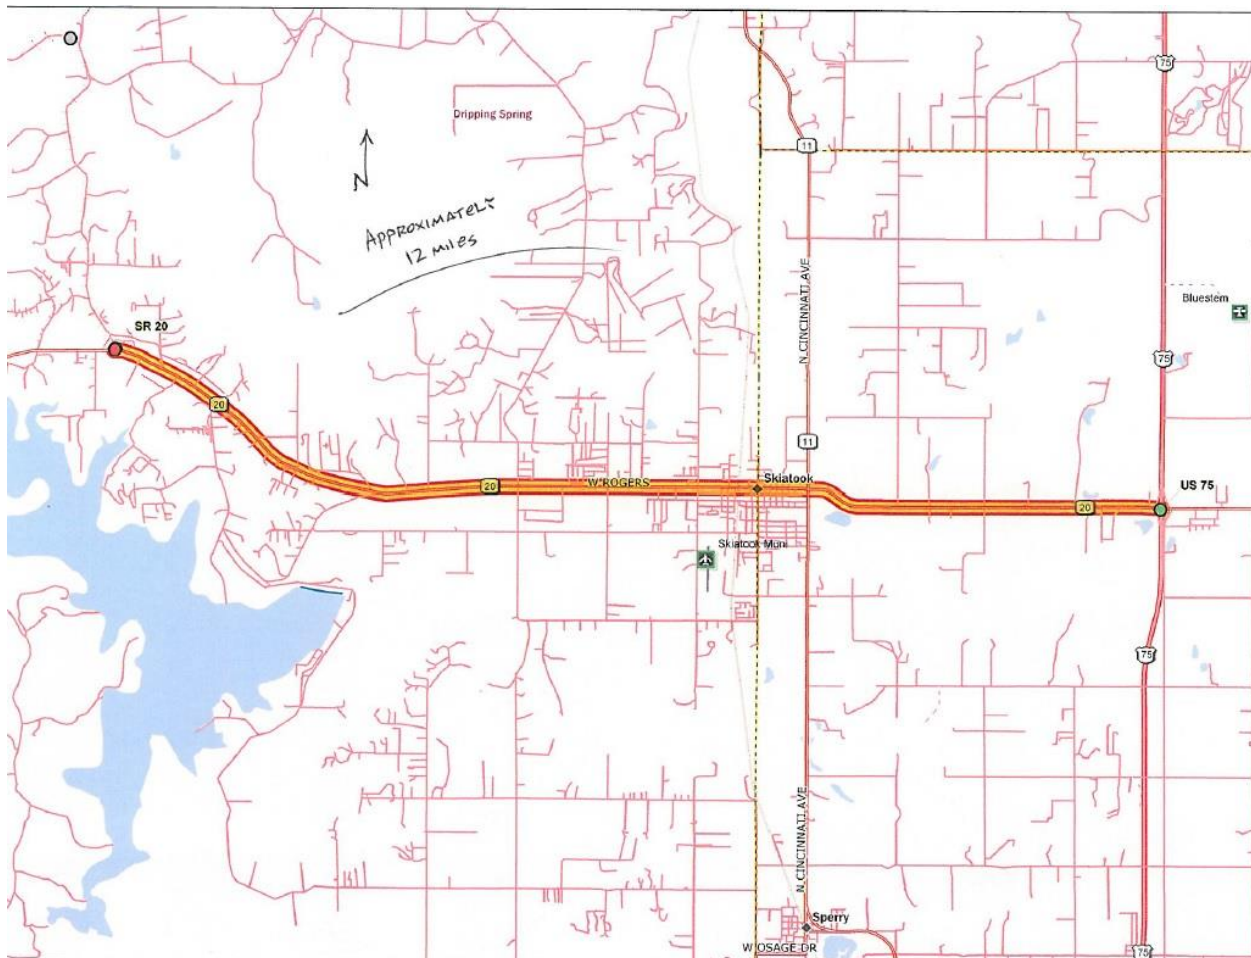 75
Dripping Spring
N
11
APPROXIMATELY
12 MILES
N CINCINNATI AVE
Bluestem
SR 20
75
20
11
20
W ROGERS
Skiatook
20
US 75
Skiatook Muni
75
N CINCINNATI AVE
Sperry
W OSAGE DR
75